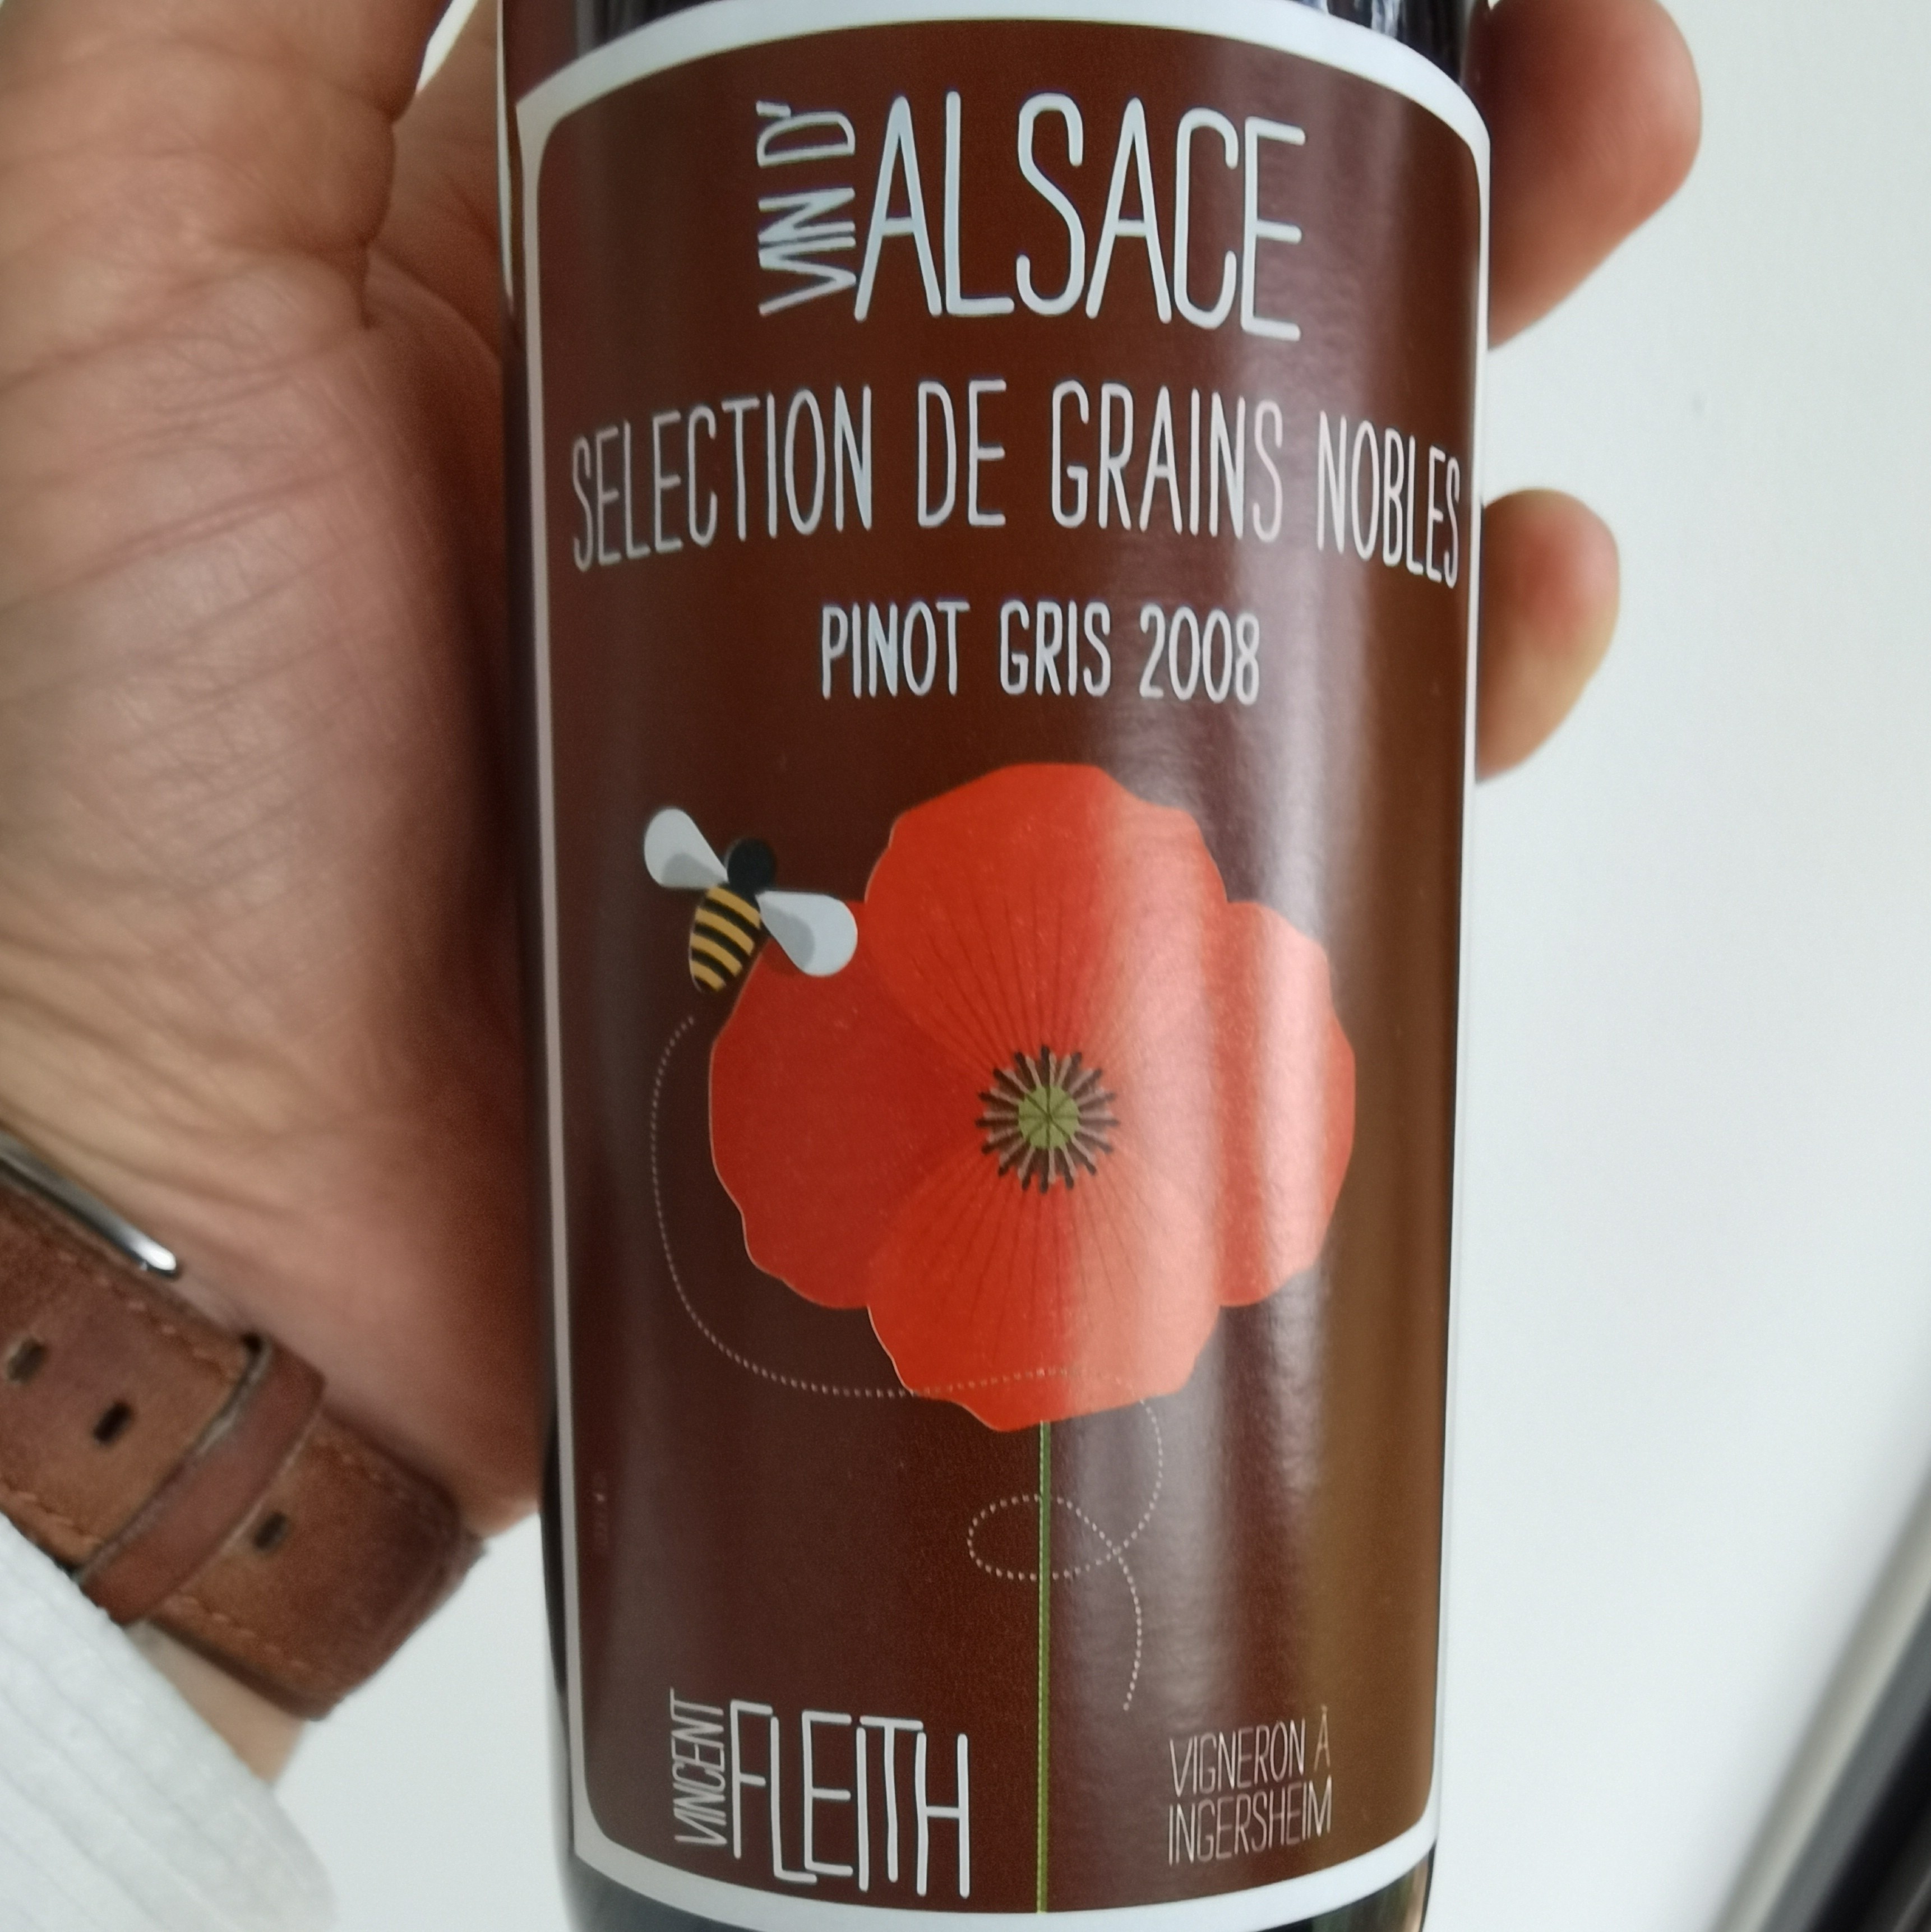 VIN D'ALSACE
SELECTION DE GRAINS NOBLES
PINOT GRIS 2008
VINCENT FLEITH
VIGNERON À
INGERSHEIM